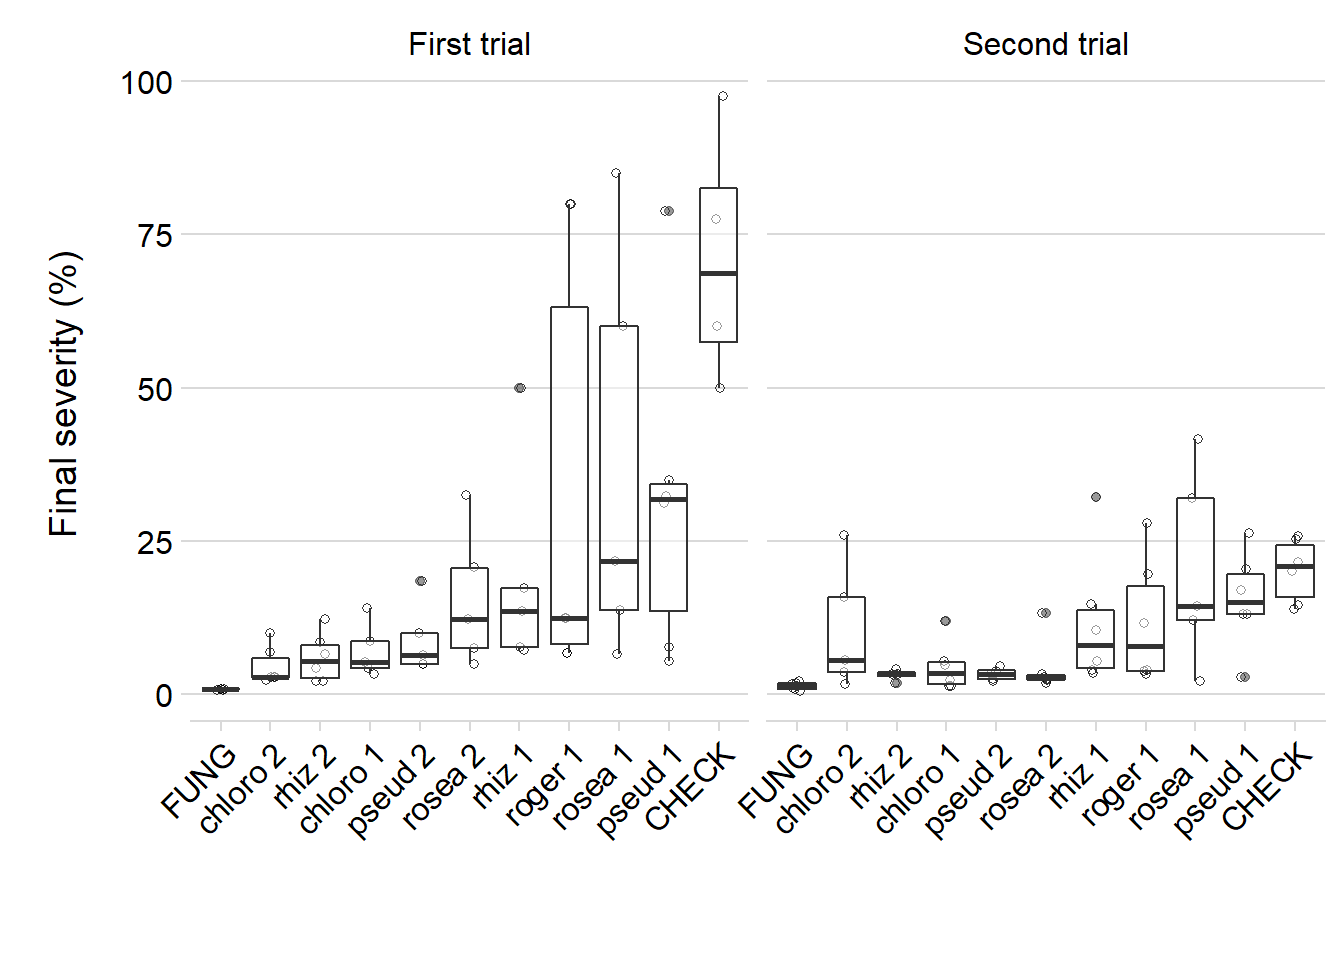 First trial
Second trial
Final severity (%)
100
75
50
25
0
FUNG
chloro 2
rhiz 2
chloro 1
pseud 2
rosea 2
rhiz 1
roger 1
rosea 1
pseud 1
CHECK
FUNG
chloro 2
rhiz 2
chloro 1
pseud 2
rosea 2
rhiz 1
roger 1
rosea 1
pseud 1
CHECK